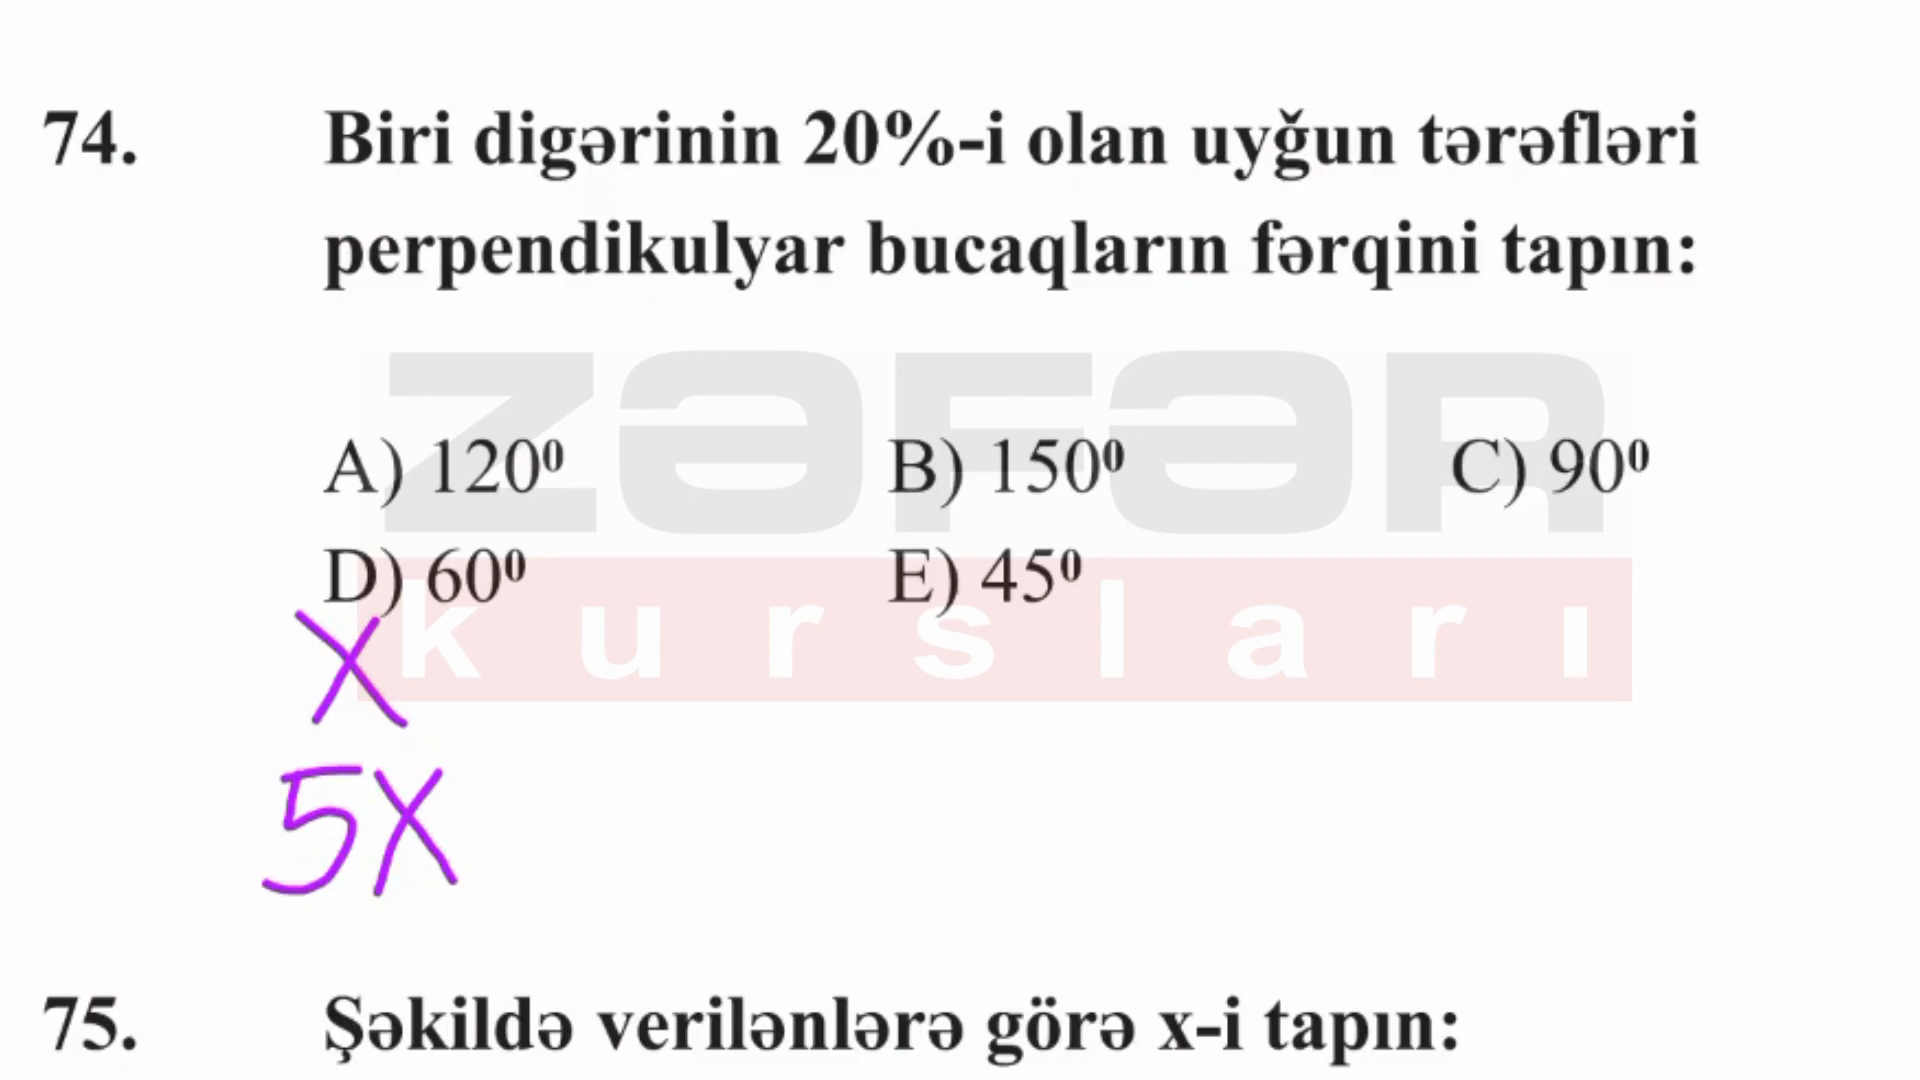 74. Biri digərinin 20%-i olan uyğun tərəfləri
perpendikulyar bucaqların fərqini tapın:
ZƏFƏR
A) 120⁰ B) 150⁰ C) 90⁰
D) 60⁰ E) 45⁰
kursları
X
5X
75. Şəkildə verilənlərə görə x-i tapın: